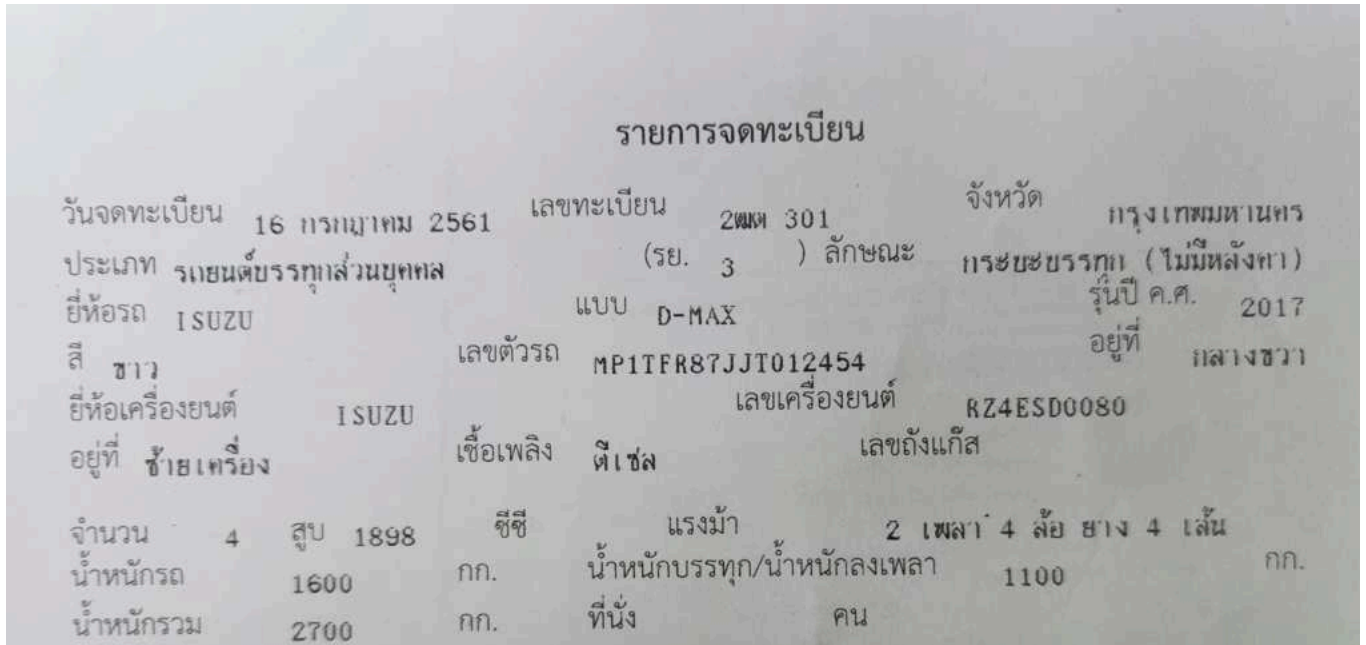 รายการจดทะเบียน
วันจดทะเบียน 16 กรกฎาคม 2561 เลขทะเบียน 2ฒต 301 จังหวัด กรุงเทพมหานคร
ประเภท รถยนต์บรรทุกส่วนบุคคล (รย. 3 ) ลักษณะ กระบะบรรทุก (ไม่มีหลังคา)
ยี่ห้อรถ ISUZU แบบ D-MAX รุ่นปี ค.ศ. 2017
สี ขาว เลขตัวรถ MP1TFR87JJT012454 อยู่ที่ กลางขวา
ยี่ห้อเครื่องยนต์ ISUZU เลขเครื่องยนต์ RZ4ESD0080
อยู่ที่ ซ้ายเครื่อง เชื้อเพลิง ดีเซล เลขถังแก๊ส
จำนวน 4 สูบ 1898 ซีซี แรงม้า 2 เพลา 4 ล้อ ยาง 4 เส้น
น้ำหนักรถ 1600 กก. น้ำหนักบรรทุก/น้ำหนักลงเพลา 1100 กก.
น้ำหนักรวม 2700 กก. ที่นั่ง คน